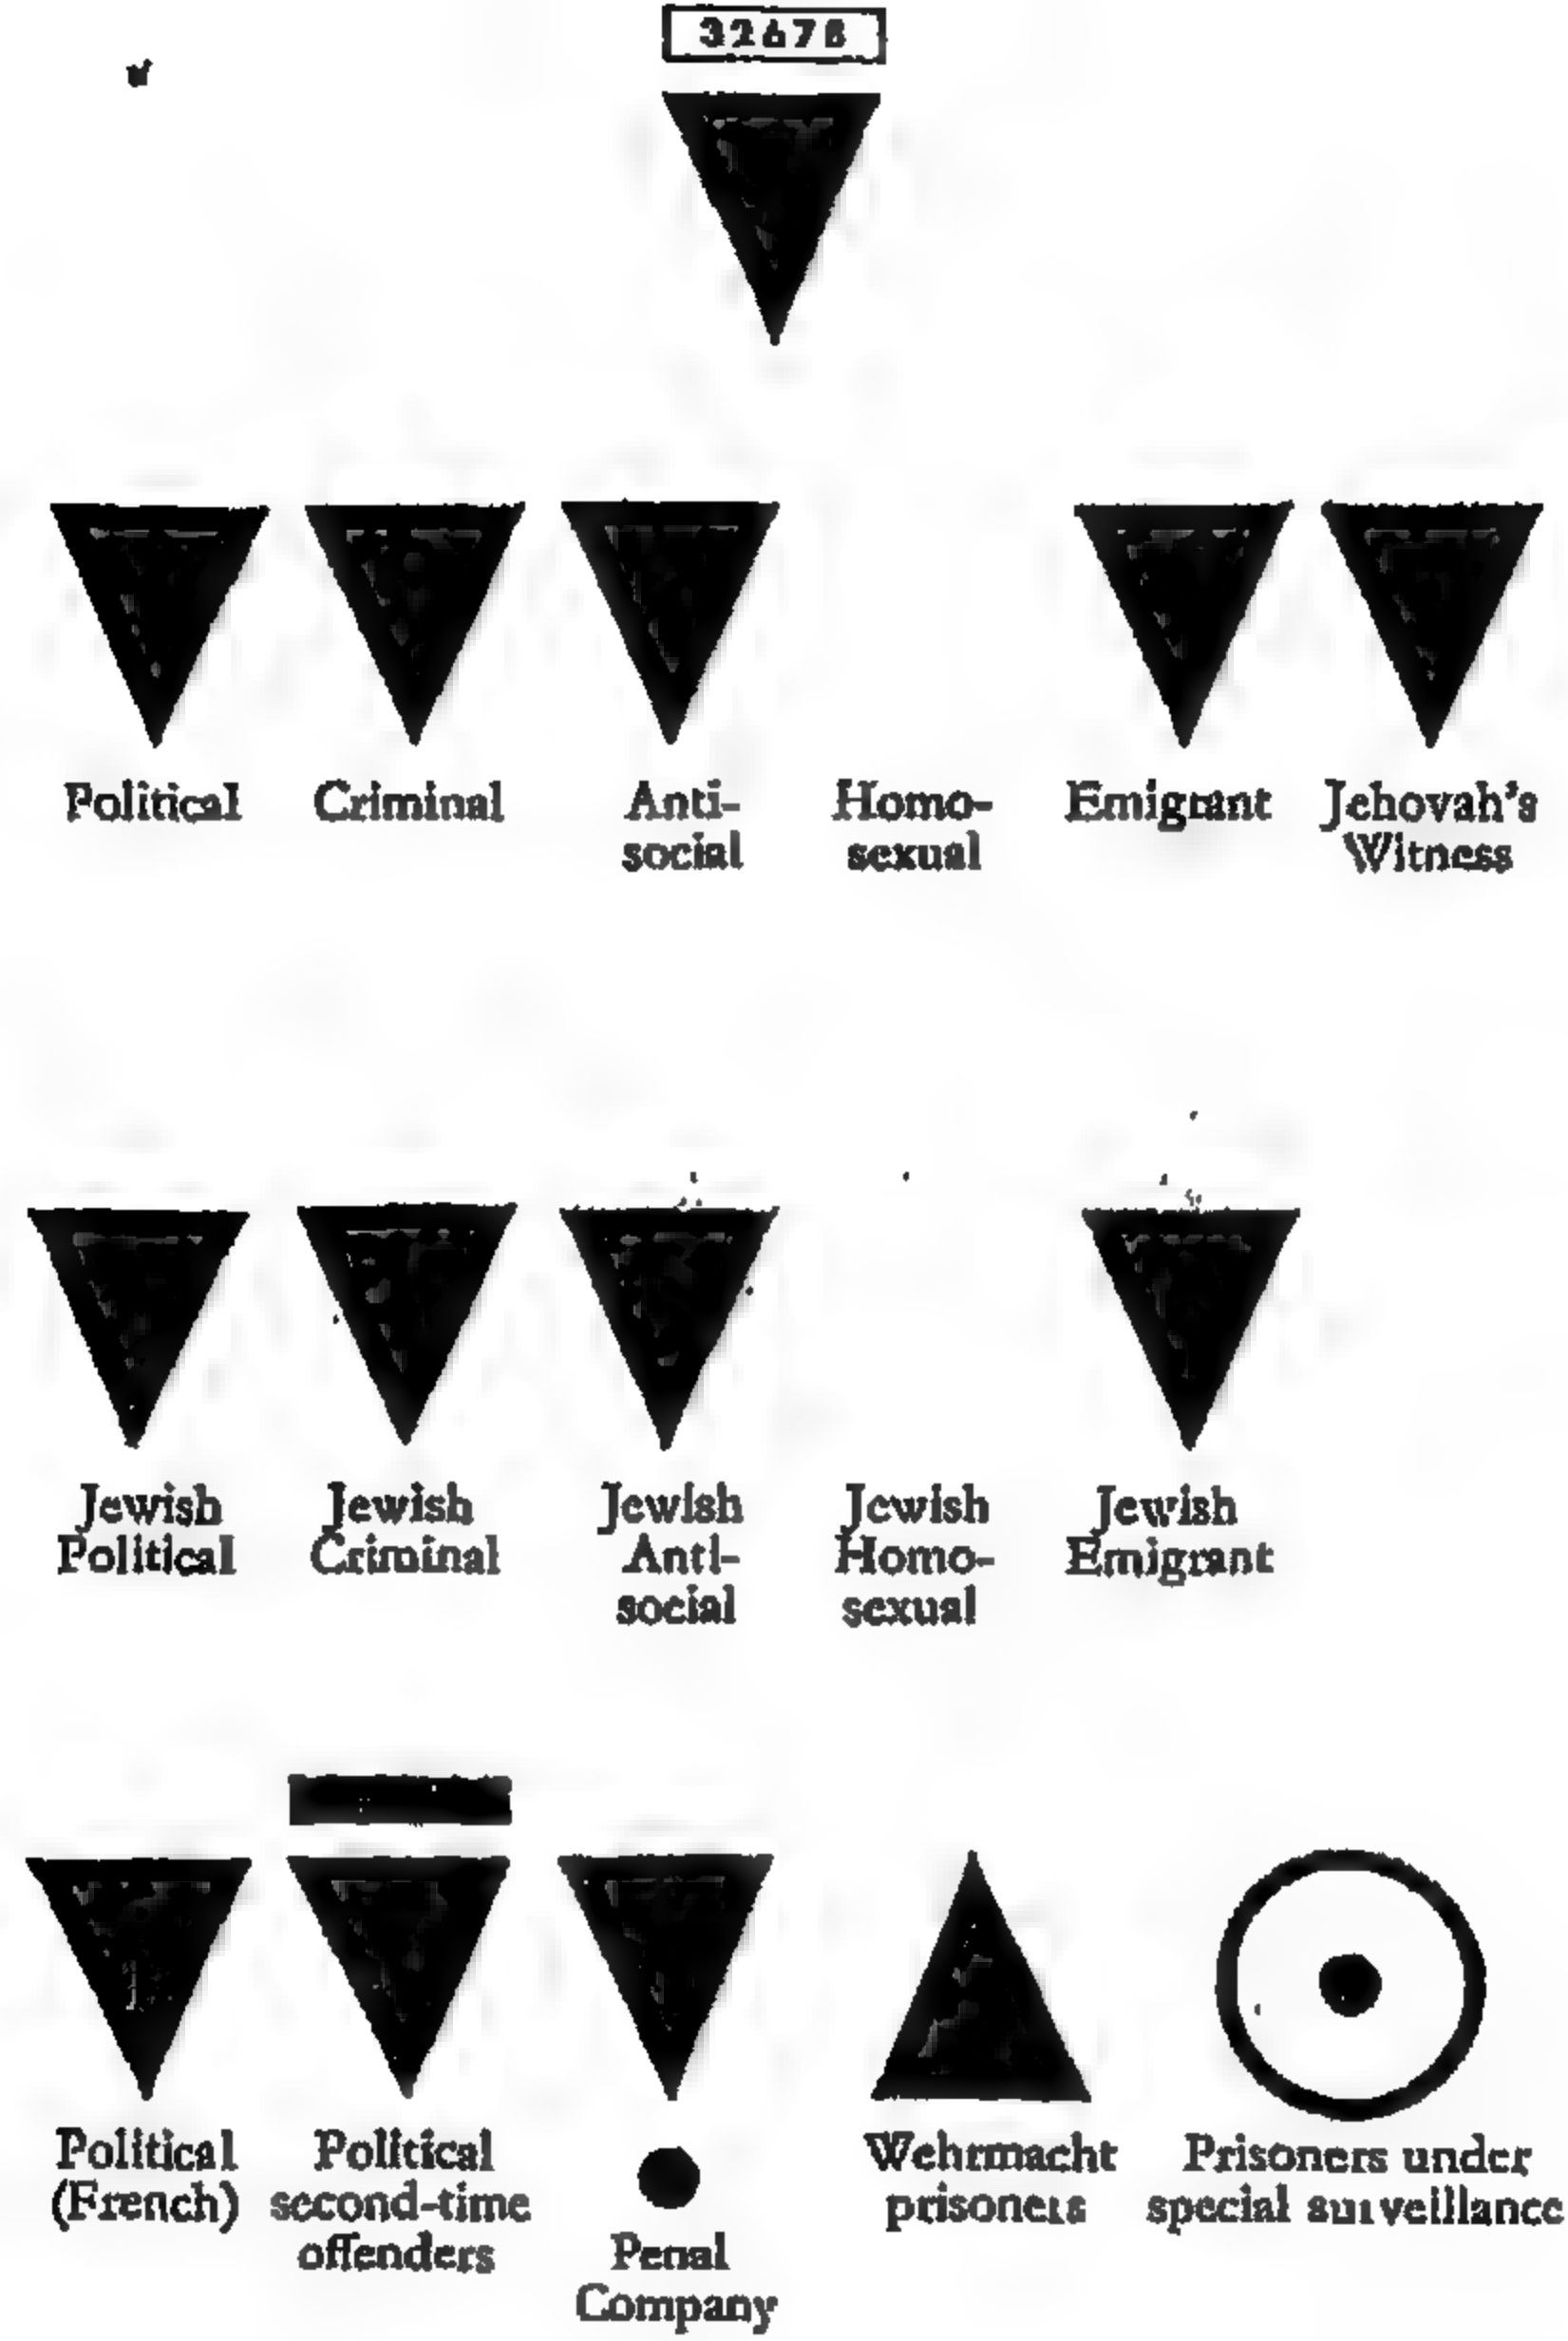 32678
Political Criminal Anti- Homo- Emigrant Jehovah's
social sexual Witness
Jewish Jewish Jewish Jewish Jewish
Political Criminal Anti- Homo- Emigrant
social sexual
Political Political Wehrmacht Prisoners under
(French) second-time prisoners special surveillance
offenders Penal
Company